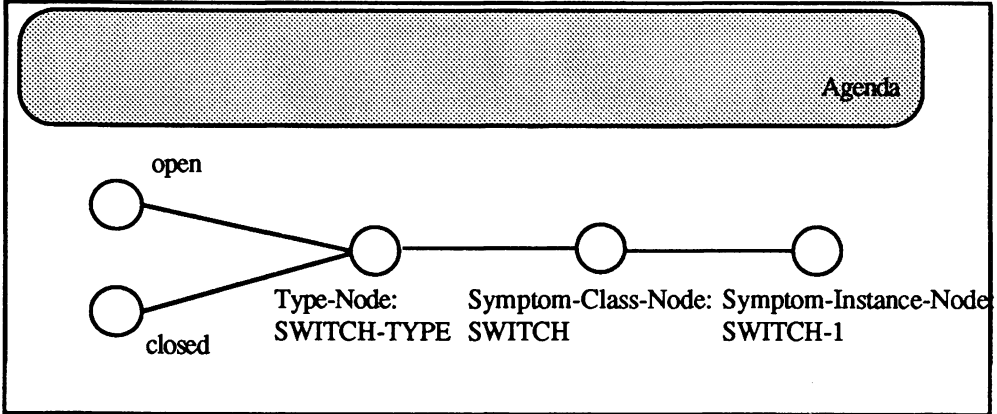 Agenda
open
closed
Type-Node:
SWITCH-TYPE
Symptom-Class-Node:
SWITCH
Symptom-Instance-Node:
SWITCH-1